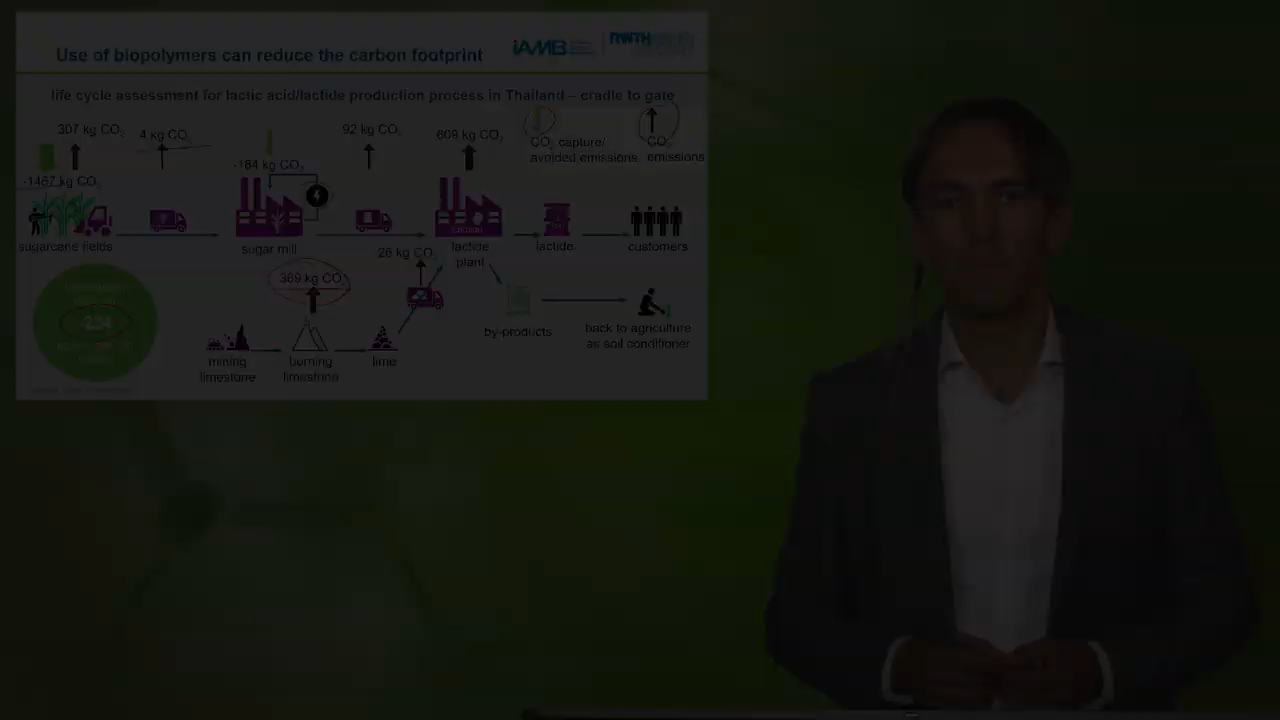 Use of biopolymers can reduce the carbon footprint
iAMB
RWTH
life cycle assessment for lactic acid/lactide production process in Thailand – cradle to gate
307 kg CO2
4 kg CO2
-184 kg CO2
92 kg CO2
609 kg CO2
CO2 capture/
avoided emissions
CO2
emissions
-1467 kg CO2
sugarcane fields
sugar mill
lactide
plant
lactide
customers
26 kg CO2
369 kg CO2
-234
by-products
back to agriculture
as soil conditioner
mining
limestone
burning
limestone
lime